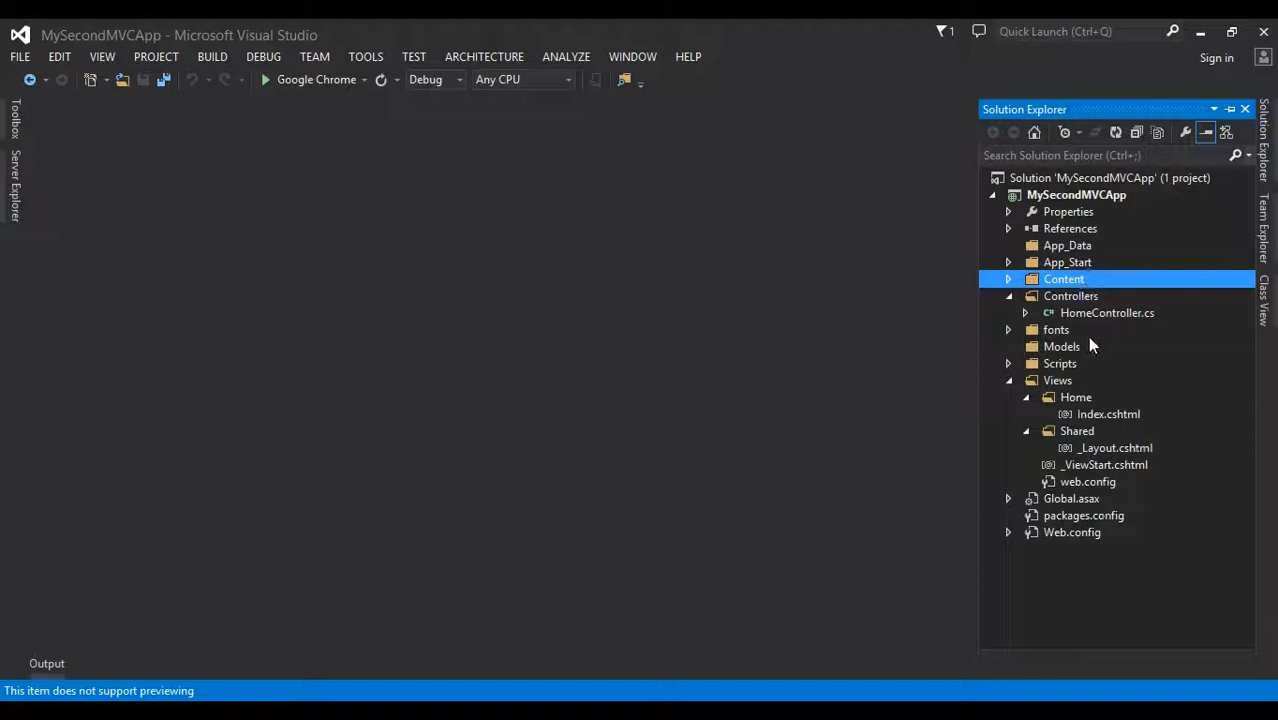 MySecondMVCApp - Microsoft Visual Studio
1
Quick Launch (Ctrl+Q)
FILE EDIT VIEW PROJECT BUILD DEBUG TEAM TOOLS TEST ARCHITECTURE ANALYZE WINDOW HELP
Sign in
Google Chrome
Debug
Any CPU
Toolbox
Server Explorer
Solution Explorer
Search Solution Explorer (Ctrl+;)
Solution 'MySecondMVCApp' (1 project)
MySecondMVCApp
Properties
References
App_Data
App_Start
Content
Controllers
C# HomeController.cs
fonts
Models
Scripts
Views
Home
[@] Index.cshtml
Shared
[@] _Layout.cshtml
[@] _ViewStart.cshtml
web.config
Global.asax
packages.config
Web.config
Solution Explorer
Team Explorer
Class View
Output
This item does not support previewing